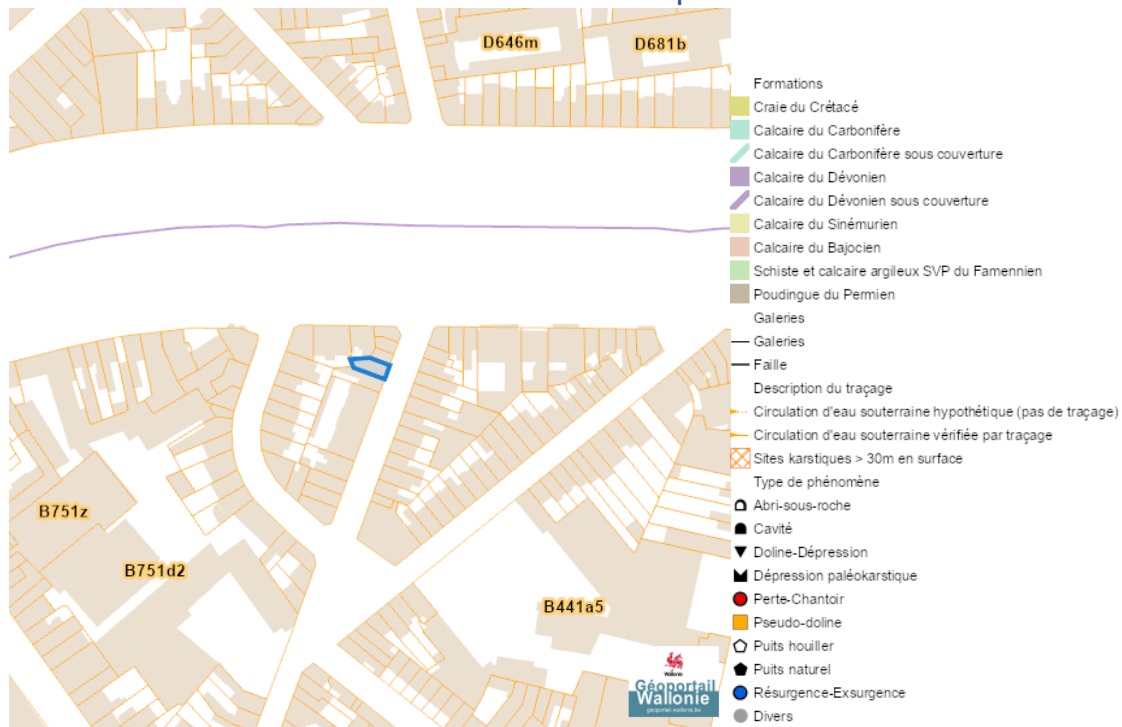 D646m
D681b
B751z
B751d2
B441a5
Wallonie
Géoportail
Wallonie
geoportail.wallonie.be
Formations
Craie du Crétacé
Calcaire du Carbonifère
Calcaire du Carbonifère sous couverture
Calcaire du Dévonien
Calcaire du Dévonien sous couverture
Calcaire du Sinémurien
Calcaire du Bajocien
Schiste et calcaire argileux SVP du Famennien
Poudingue du Permien
Galeries
Galeries
Faille
Description du traçage
Circulation d'eau souterraine hypothétique (pas de traçage)
Circulation d'eau souterraine vérifiée par traçage
Sites karstiques > 30m en surface
Type de phénomène
Abri-sous-roche
Cavité
Doline-Dépression
Dépression paléokarstique
Perte-Chantoir
Pseudo-doline
Puits houiller
Puits naturel
Résurgence-Exsurgence
Divers